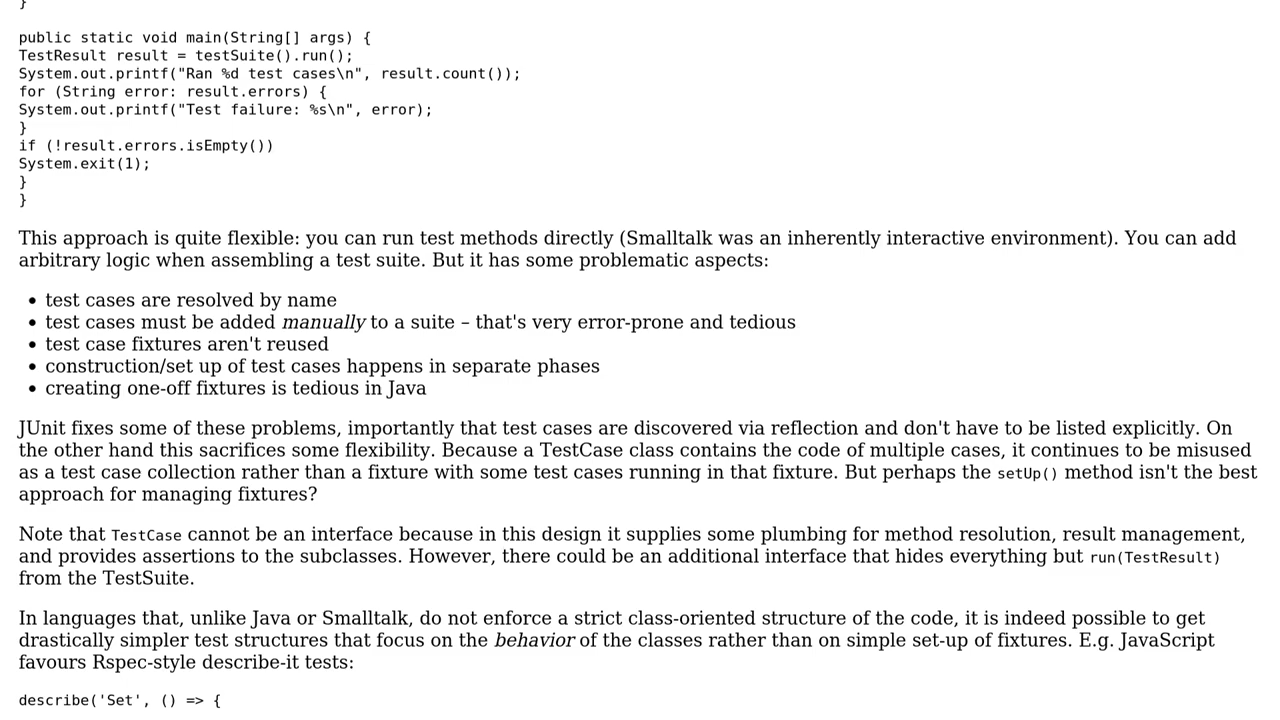 }
public static void main(String[] args) {
TestResult result = testSuite().run();
System.out.printf("Ran %d test cases\n", result.count());
for (String error: result.errors) {
System.out.printf("Test failure: %s\n", error);
}
if (!result.errors.isEmpty())
System.exit(1);
}
}
This approach is quite flexible: you can run test methods directly (Smalltalk was an inherently interactive environment). You can add
arbitrary logic when assembling a test suite. But it has some problematic aspects:
• test cases are resolved by name
• test cases must be added manually to a suite – that's very error-prone and tedious
• test case fixtures aren't reused
• construction/set up of test cases happens in separate phases
• creating one-off fixtures is tedious in Java
JUnit fixes some of these problems, importantly that test cases are discovered via reflection and don't have to be listed explicitly. On
the other hand this sacrifices some flexibility. Because a TestCase class contains the code of multiple cases, it continues to be misused
as a test case collection rather than a fixture with some test cases running in that fixture. But perhaps the setUp() method isn't the best
approach for managing fixtures?
Note that TestCase cannot be an interface because in this design it supplies some plumbing for method resolution, result management,
and provides assertions to the subclasses. However, there could be an additional interface that hides everything but run(TestResult)
from the TestSuite.
In languages that, unlike Java or Smalltalk, do not enforce a strict class-oriented structure of the code, it is indeed possible to get
drastically simpler test structures that focus on the behavior of the classes rather than on simple set-up of fixtures. E.g. JavaScript
favours Rspec-style describe-it tests:
describe('Set', () => {